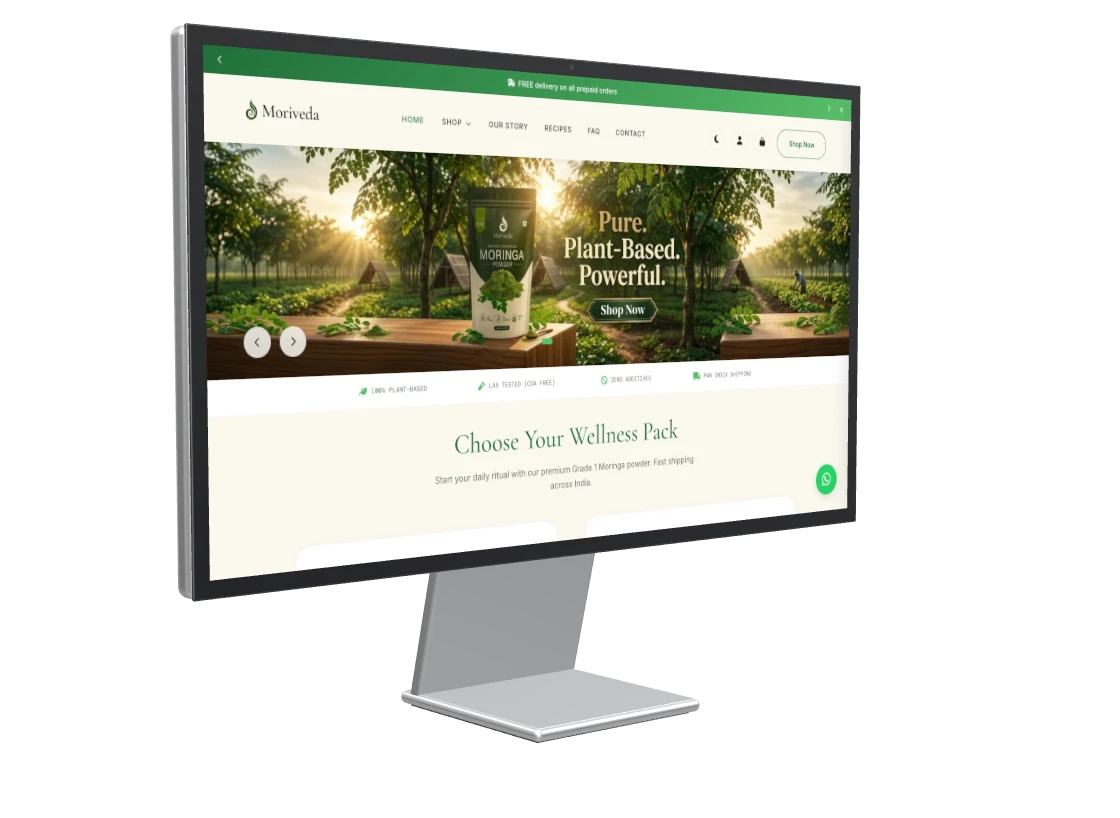 FREE delivery on all prepaid orders
Moriveda
HOME
SHOP
OUR STORY
RECIPES
FAQ
CONTACT
Shop Now
Moriveda
MORINGA
POWDER
Pure.
Plant-Based.
Powerful.
Shop Now
100% PLANT-BASED
LAB TESTED (COA FREE)
ZERO ADDITIVES
PAN INDIA SHIPPING
Choose Your Wellness Pack
Start your daily ritual with our premium Grade 1 Moringa powder. Fast shipping
across India.